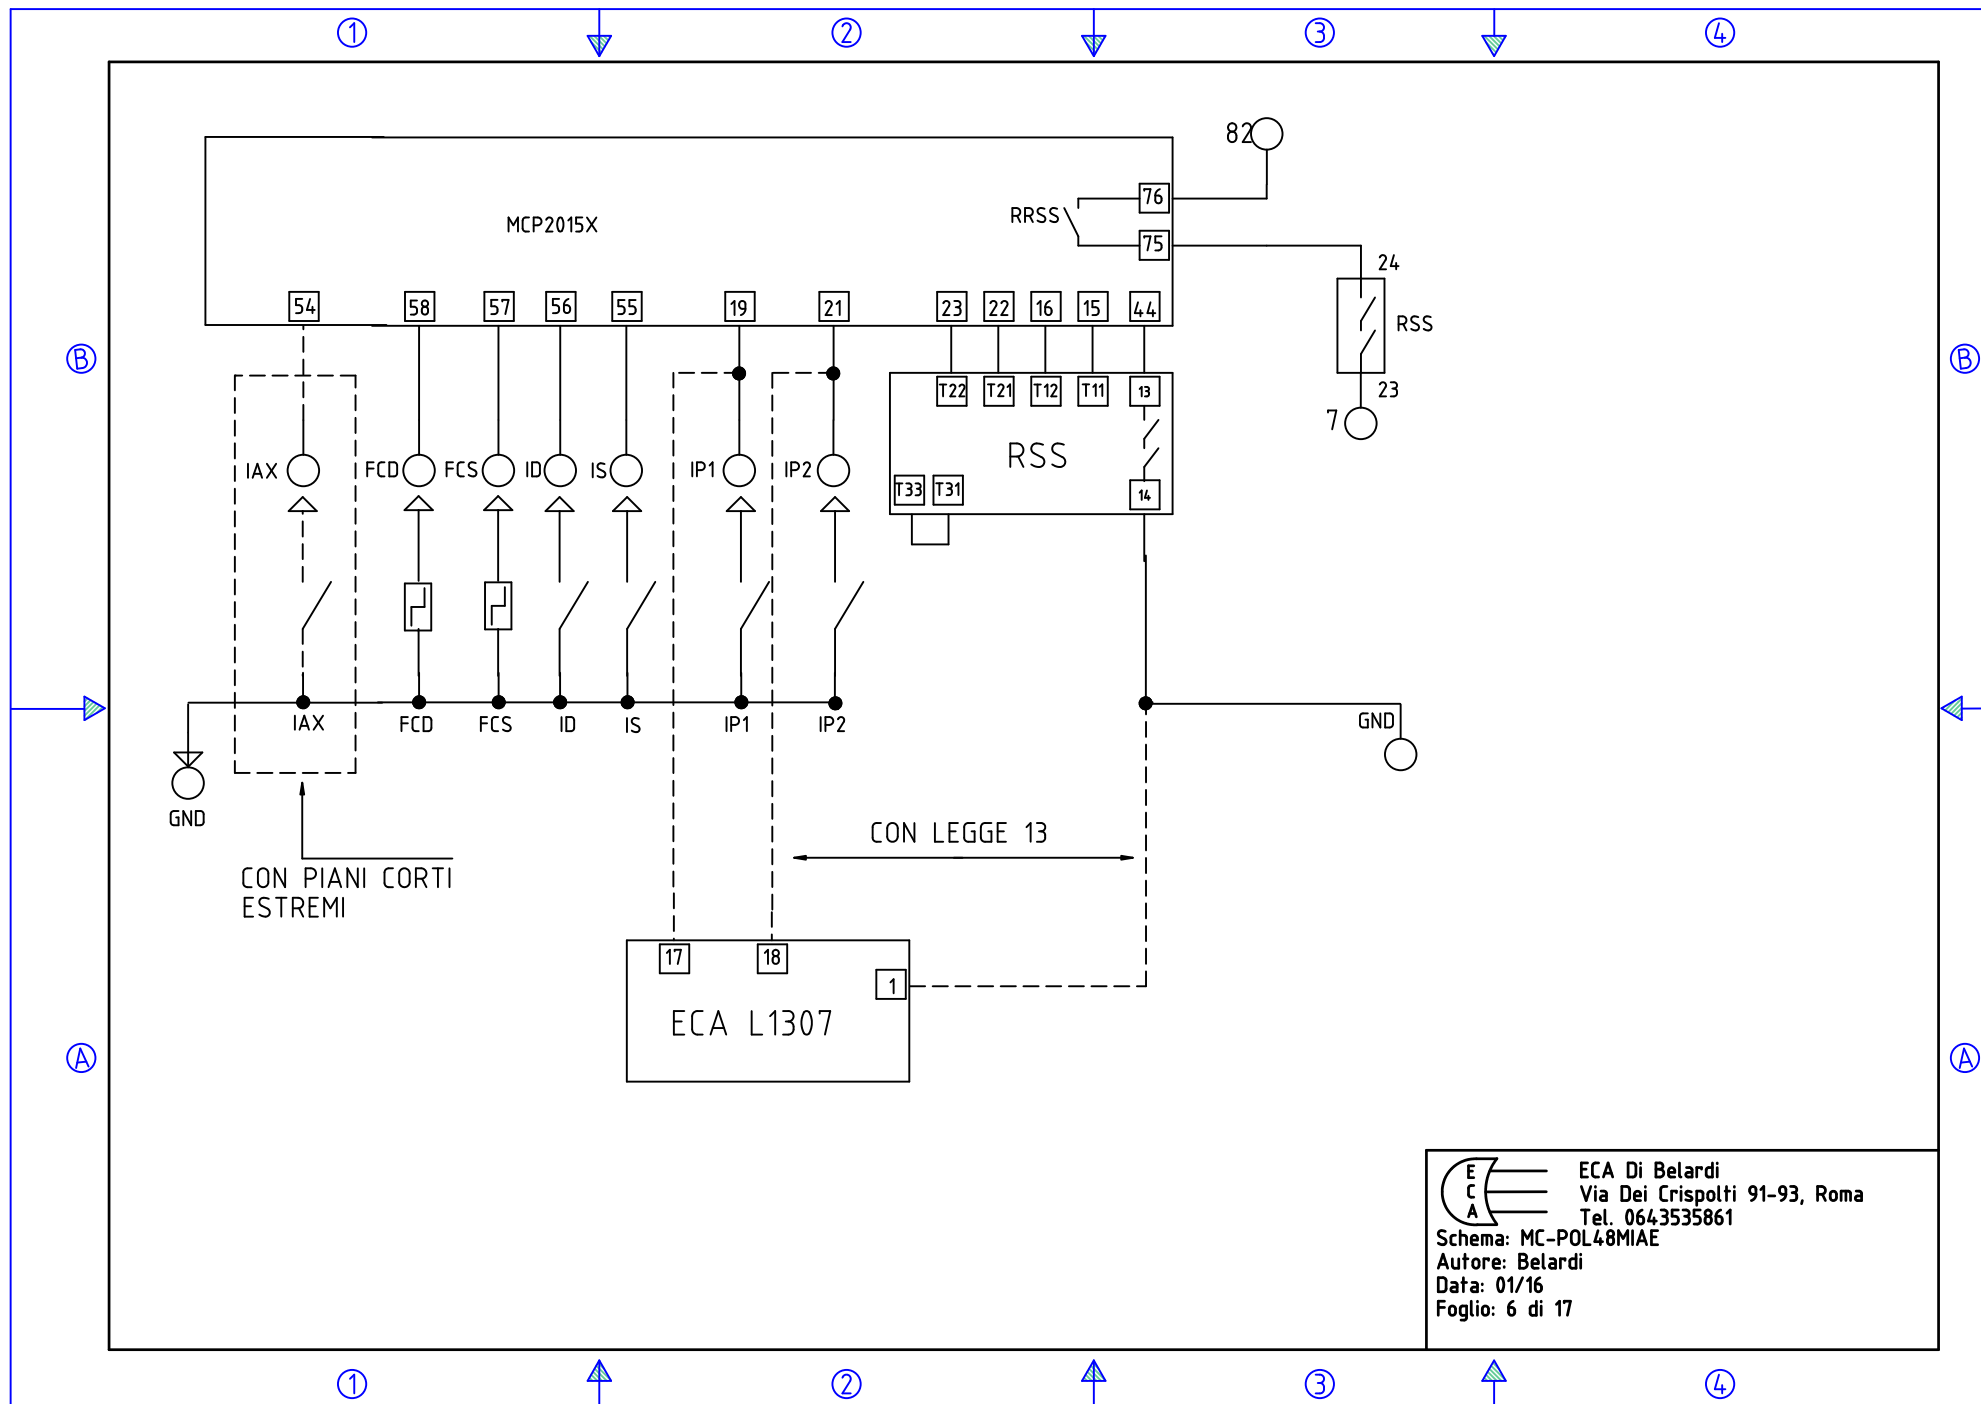 1 2 3 4
82
76
RRSS
MCP2015X
75
24
54 58 57 56 55 19 21 23 22 16 15 44
RSS
B B
T22 T21 T12 T11 13
23
7
RSS
IAX FCD FCS ID IS IP1 IP2
T33 T31 14
IAX FCD FCS ID IS IP1 IP2
GND
GND
CON LEGGE 13
CON PIANI CORTI
ESTREMI
17 18
1
ECA L1307
A A
E
C
A
ECA Di Belardi
Via Dei Crispolti 91-93, Roma
Tel. 0643535861
Schema: MC-POL48MIAE
Autore: Belardi
Data: 01/16
Foglio: 6 di 17
1 2 3 4